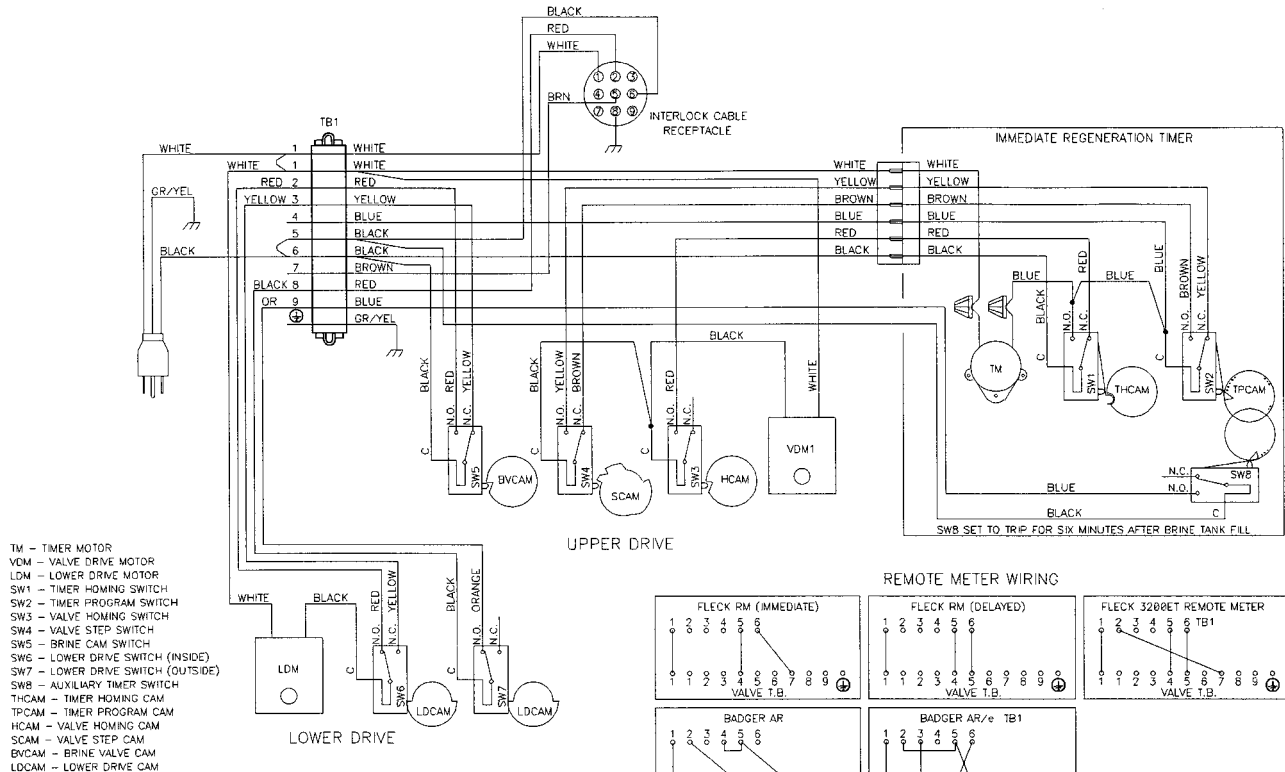 BLACK
RED
WHITE
1 2 3
4 5 6
7 8 9
BRN
INTERLOCK CABLE
RECEPTACLE
TB1
WHITE 1 WHITE
WHITE 1 WHITE
RED 2 RED
YELLOW 3 YELLOW
4 BLUE
5 BLACK
BLACK 6 BLACK
7 BROWN
BLACK 8 RED
OR 9 BLUE
GR/YEL
GR/YEL
IMMEDIATE REGENERATION TIMER
WHITE WHITE
YELLOW YELLOW
BROWN BROWN
BLUE BLUE
RED RED
BLACK BLACK
BLUE
BLACK
RED
BLUE
BLUE
BROWN
YELLOW
N.O.
N.C.
C
SW1
THCAM
TM
N.O.
N.C.
C
SW2
TPCAM
N.C.
N.O.
SW8
C
BLUE
BLACK
SW8 SET TO TRIP FOR SIX MINUTES AFTER BRINE TANK FILL
BLACK
RED
YELLOW
N.O.
N.C.
C
SW5
BVCAM
BLACK
YELLOW
BROWN
N.O.
N.C.
C
SW4
SCAM
BLACK
RED
N.O.
N.C.
C
SW3
HCAM
WHITE
VDM1
UPPER DRIVE
WHITE
BLACK
LDM
RED
YELLOW
N.O.
N.C.
C
SW6
LDCAM
BLACK
ORANGE
N.O.
N.C.
C
SW7
LDCAM
LOWER DRIVE
TM – TIMER MOTOR
VDM – VALVE DRIVE MOTOR
LDM – LOWER DRIVE MOTOR
SW1 – TIMER HOMING SWITCH
SW2 – TIMER PROGRAM SWITCH
SW3 – VALVE HOMING SWITCH
SW4 – VALVE STEP SWITCH
SW5 – BRINE CAM SWITCH
SW6 – LOWER DRIVE SWITCH (INSIDE)
SW7 – LOWER DRIVE SWITCH (OUTSIDE)
SW8 – AUXILIARY TIMER SWITCH
THCAM – TIMER HOMING CAM
TPCAM – TIMER PROGRAM CAM
HCAM – VALVE HOMING CAM
SCAM – VALVE STEP CAM
BVCAM – BRINE VALVE CAM
LDCAM – LOWER DRIVE CAM
REMOTE METER WIRING
FLECK RM (IMMEDIATE)
1 2 3 4 5 6
1 1 2 3 4 5 6 7 8 9
VALVE T.B.
FLECK RM (DELAYED)
1 2 3 4 5 6
1 1 2 3 4 5 6 7 8 9
VALVE T.B.
FLECK 3200ET REMOTE METER
1 2 3 4 5 6 TB1
1 1 2 3 4 5 6 7 8 9
VALVE T.B.
BADGER AR
1 2 3 4 5 6
BADGER AR/e TB1
1 2 3 4 5 6